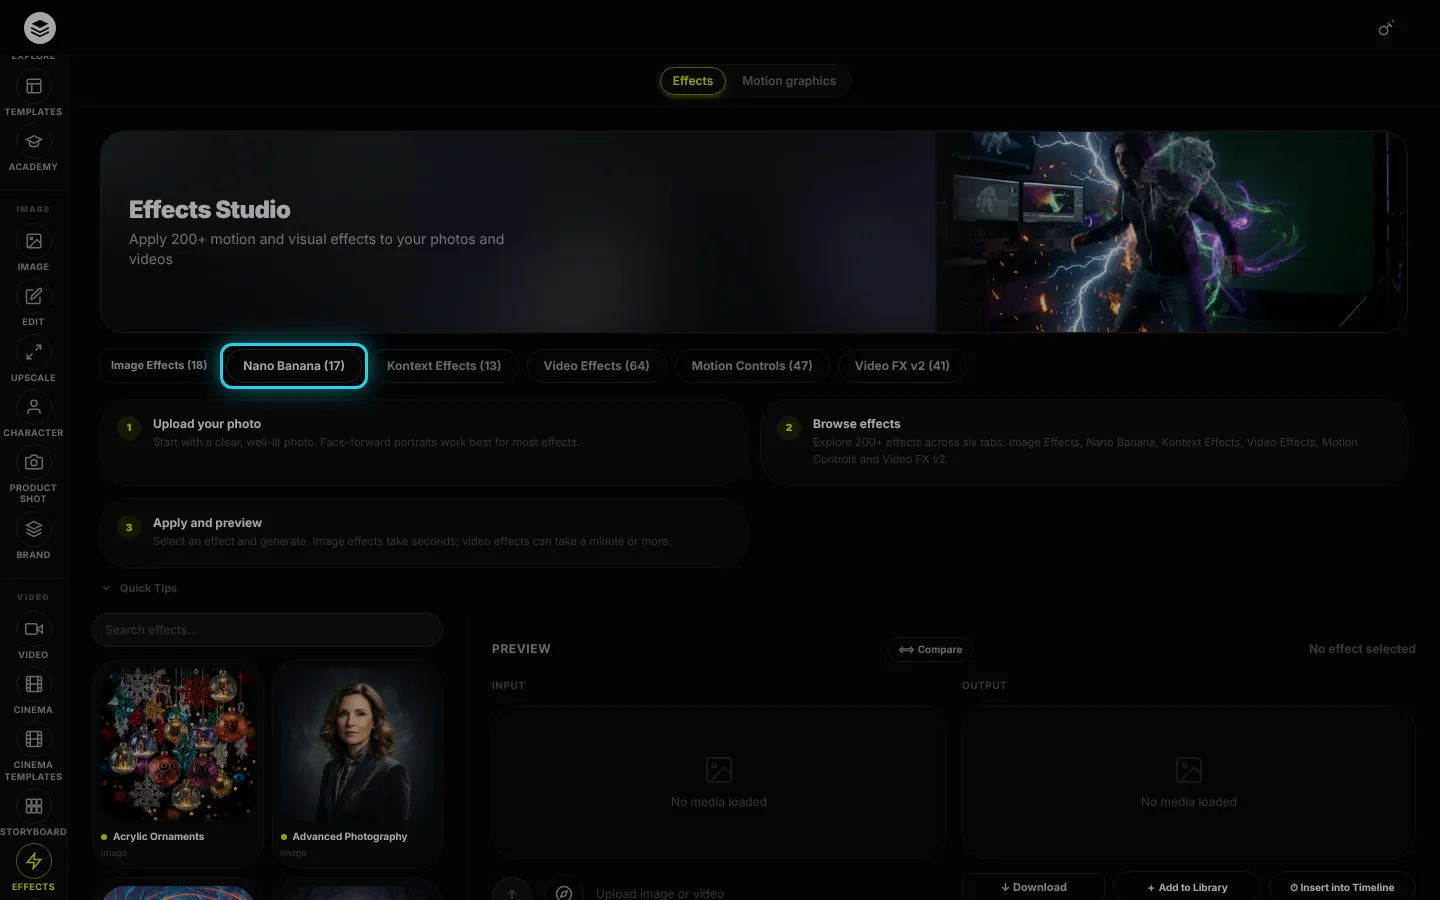 EXPLORE
TEMPLATES
ACADEMY
IMAGE
IMAGE
EDIT
UPSCALE
CHARACTER
PRODUCT
SHOT
BRAND
VIDEO
VIDEO
CINEMA
CINEMA
TEMPLATES
STORYBOARD
EFFECTS
Effects
Motion graphics
Effects Studio
Apply 200+ motion and visual effects to your photos and
videos
Image Effects (18)
Nano Banana (17)
Kontext Effects (13)
Video Effects (64)
Motion Controls (47)
Video FX v2 (41)
1
Upload your photo
Start with a clear, well-lit photo. Face-forward portraits work best for most effects.
2
Browse effects
Explore 200+ effects across six tabs: Image Effects, Nano Banana, Kontext Effects, Video Effects, Motion
Controls and Video FX v2.
3
Apply and preview
Select an effect and generate. Image effects take seconds; video effects can take a minute or more.
Quick Tips
Search effects...
Acrylic Ornaments
Image
Advanced Photography
Image
PREVIEW
Compare
No effect selected
INPUT
OUTPUT
No media loaded
No media loaded
Upload image or video
Download
+ Add to Library
Insert into Timeline